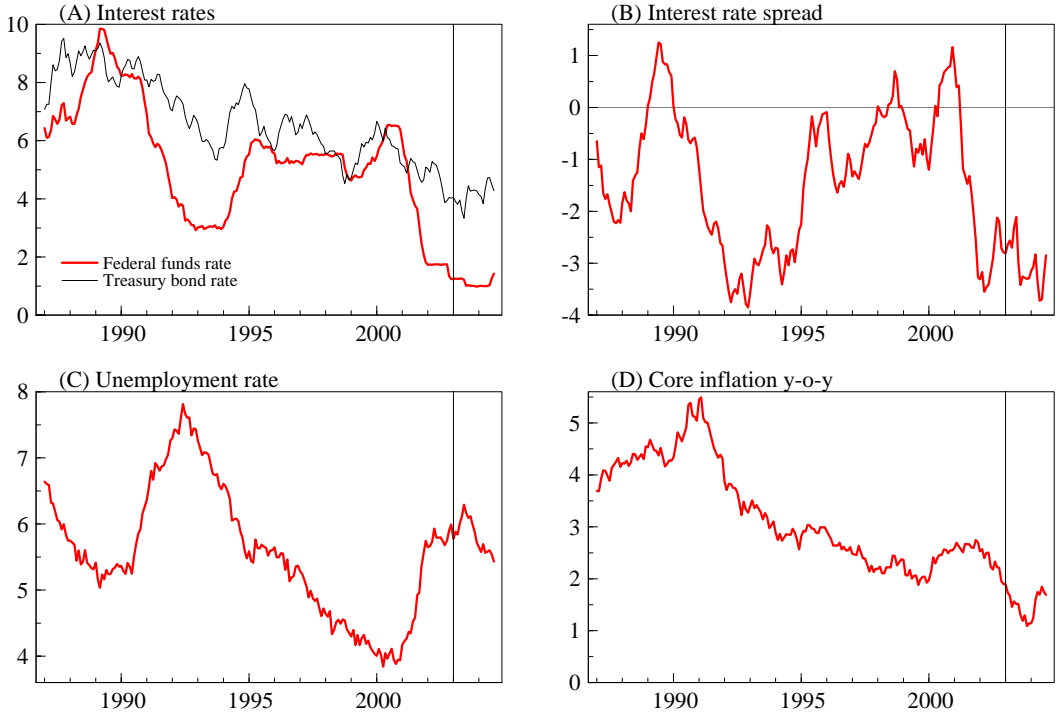 (A) Interest rates
10
8
6
4
2
0
Federal funds rate
Treasury bond rate
1990 1995 2000
(B) Interest rate spread
1
0
-1
-2
-3
-4
1990 1995 2000
(C) Unemployment rate
8
7
6
5
4
1990 1995 2000
(D) Core inflation y-o-y
5
4
3
2
1
0
1990 1995 2000